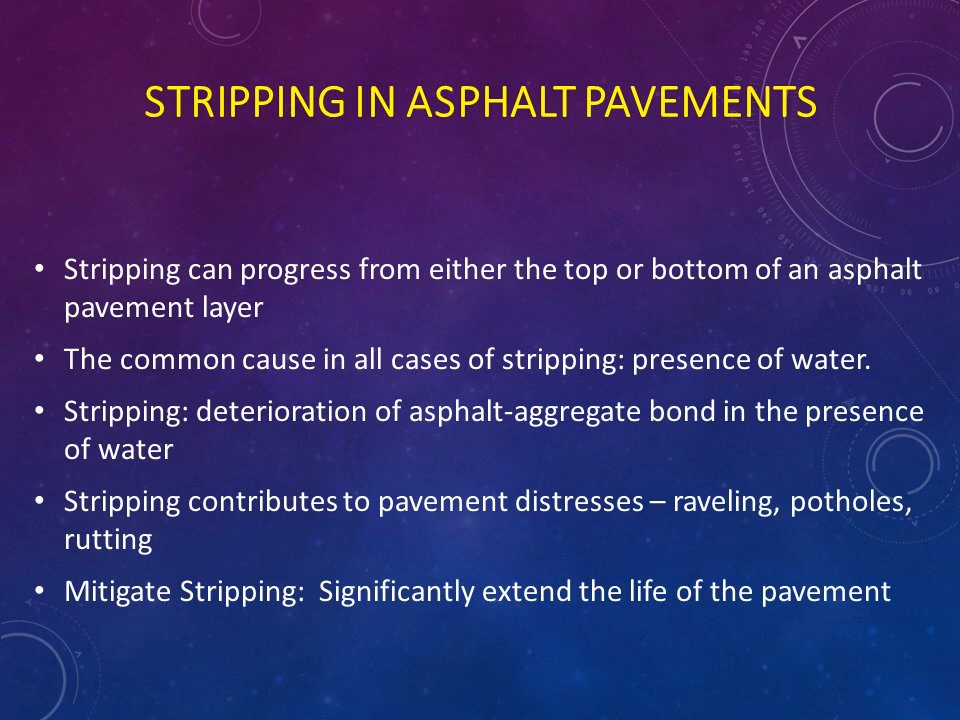 STRIPPING IN ASPHALT PAVEMENTS
• Stripping can progress from either the top or bottom of an asphalt
pavement layer
• The common cause in all cases of stripping: presence of water.
• Stripping: deterioration of asphalt-aggregate bond in the presence
of water
• Stripping contributes to pavement distresses – raveling, potholes,
rutting
• Mitigate Stripping:  Significantly extend the life of the pavement